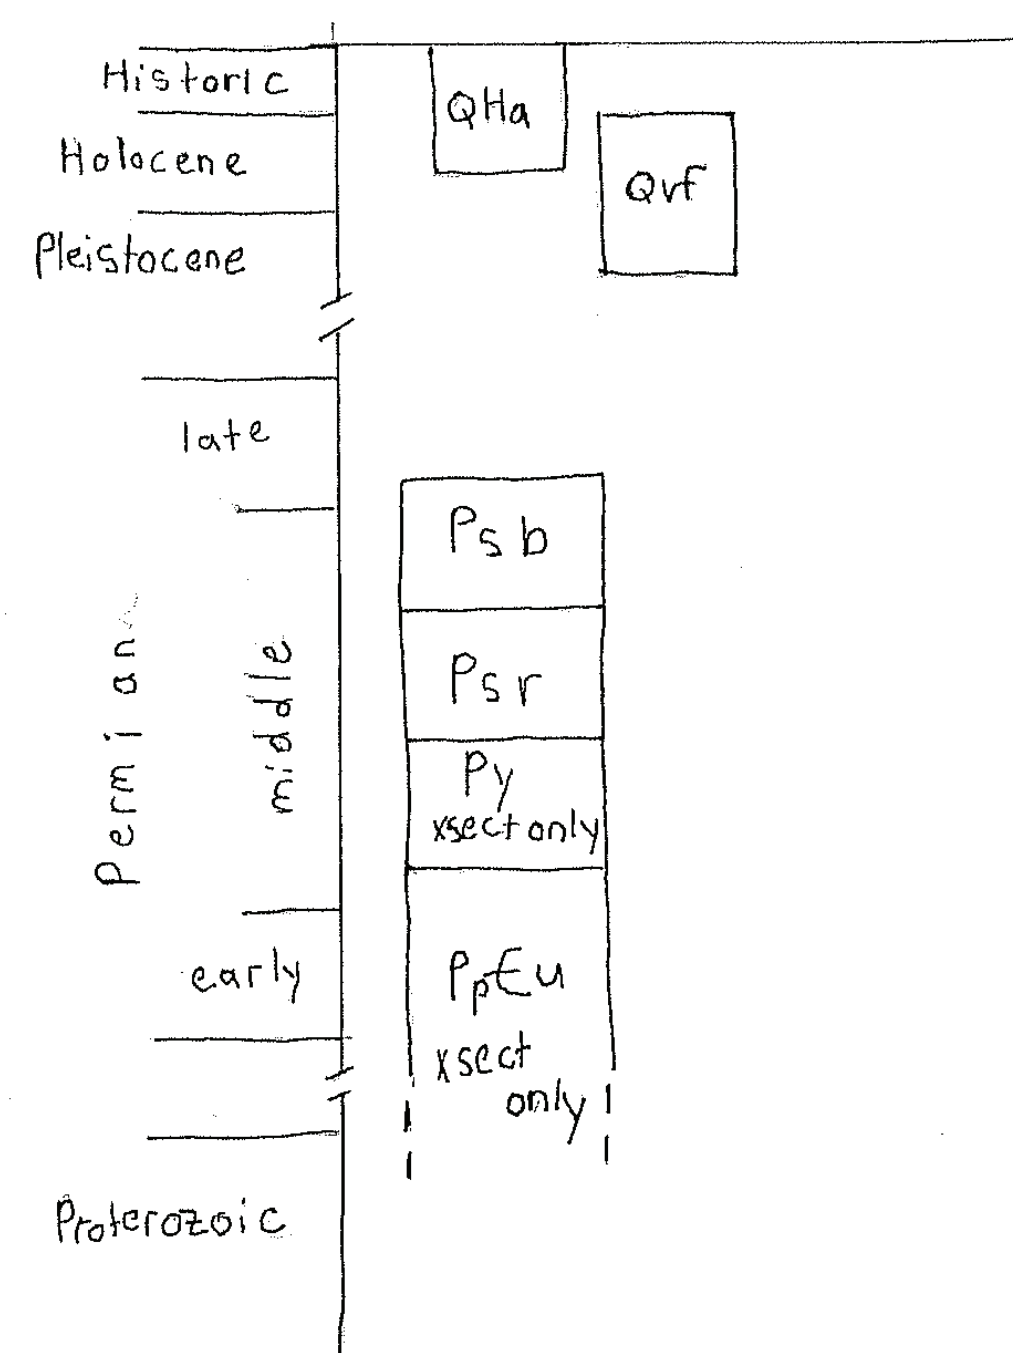 Historic
QHa
Holocene
Qvf
Pleistocene
late
Psb
Permian
middle
Psr
Py
xsect only
early
PpЄu
xsect
only
Proterozoic